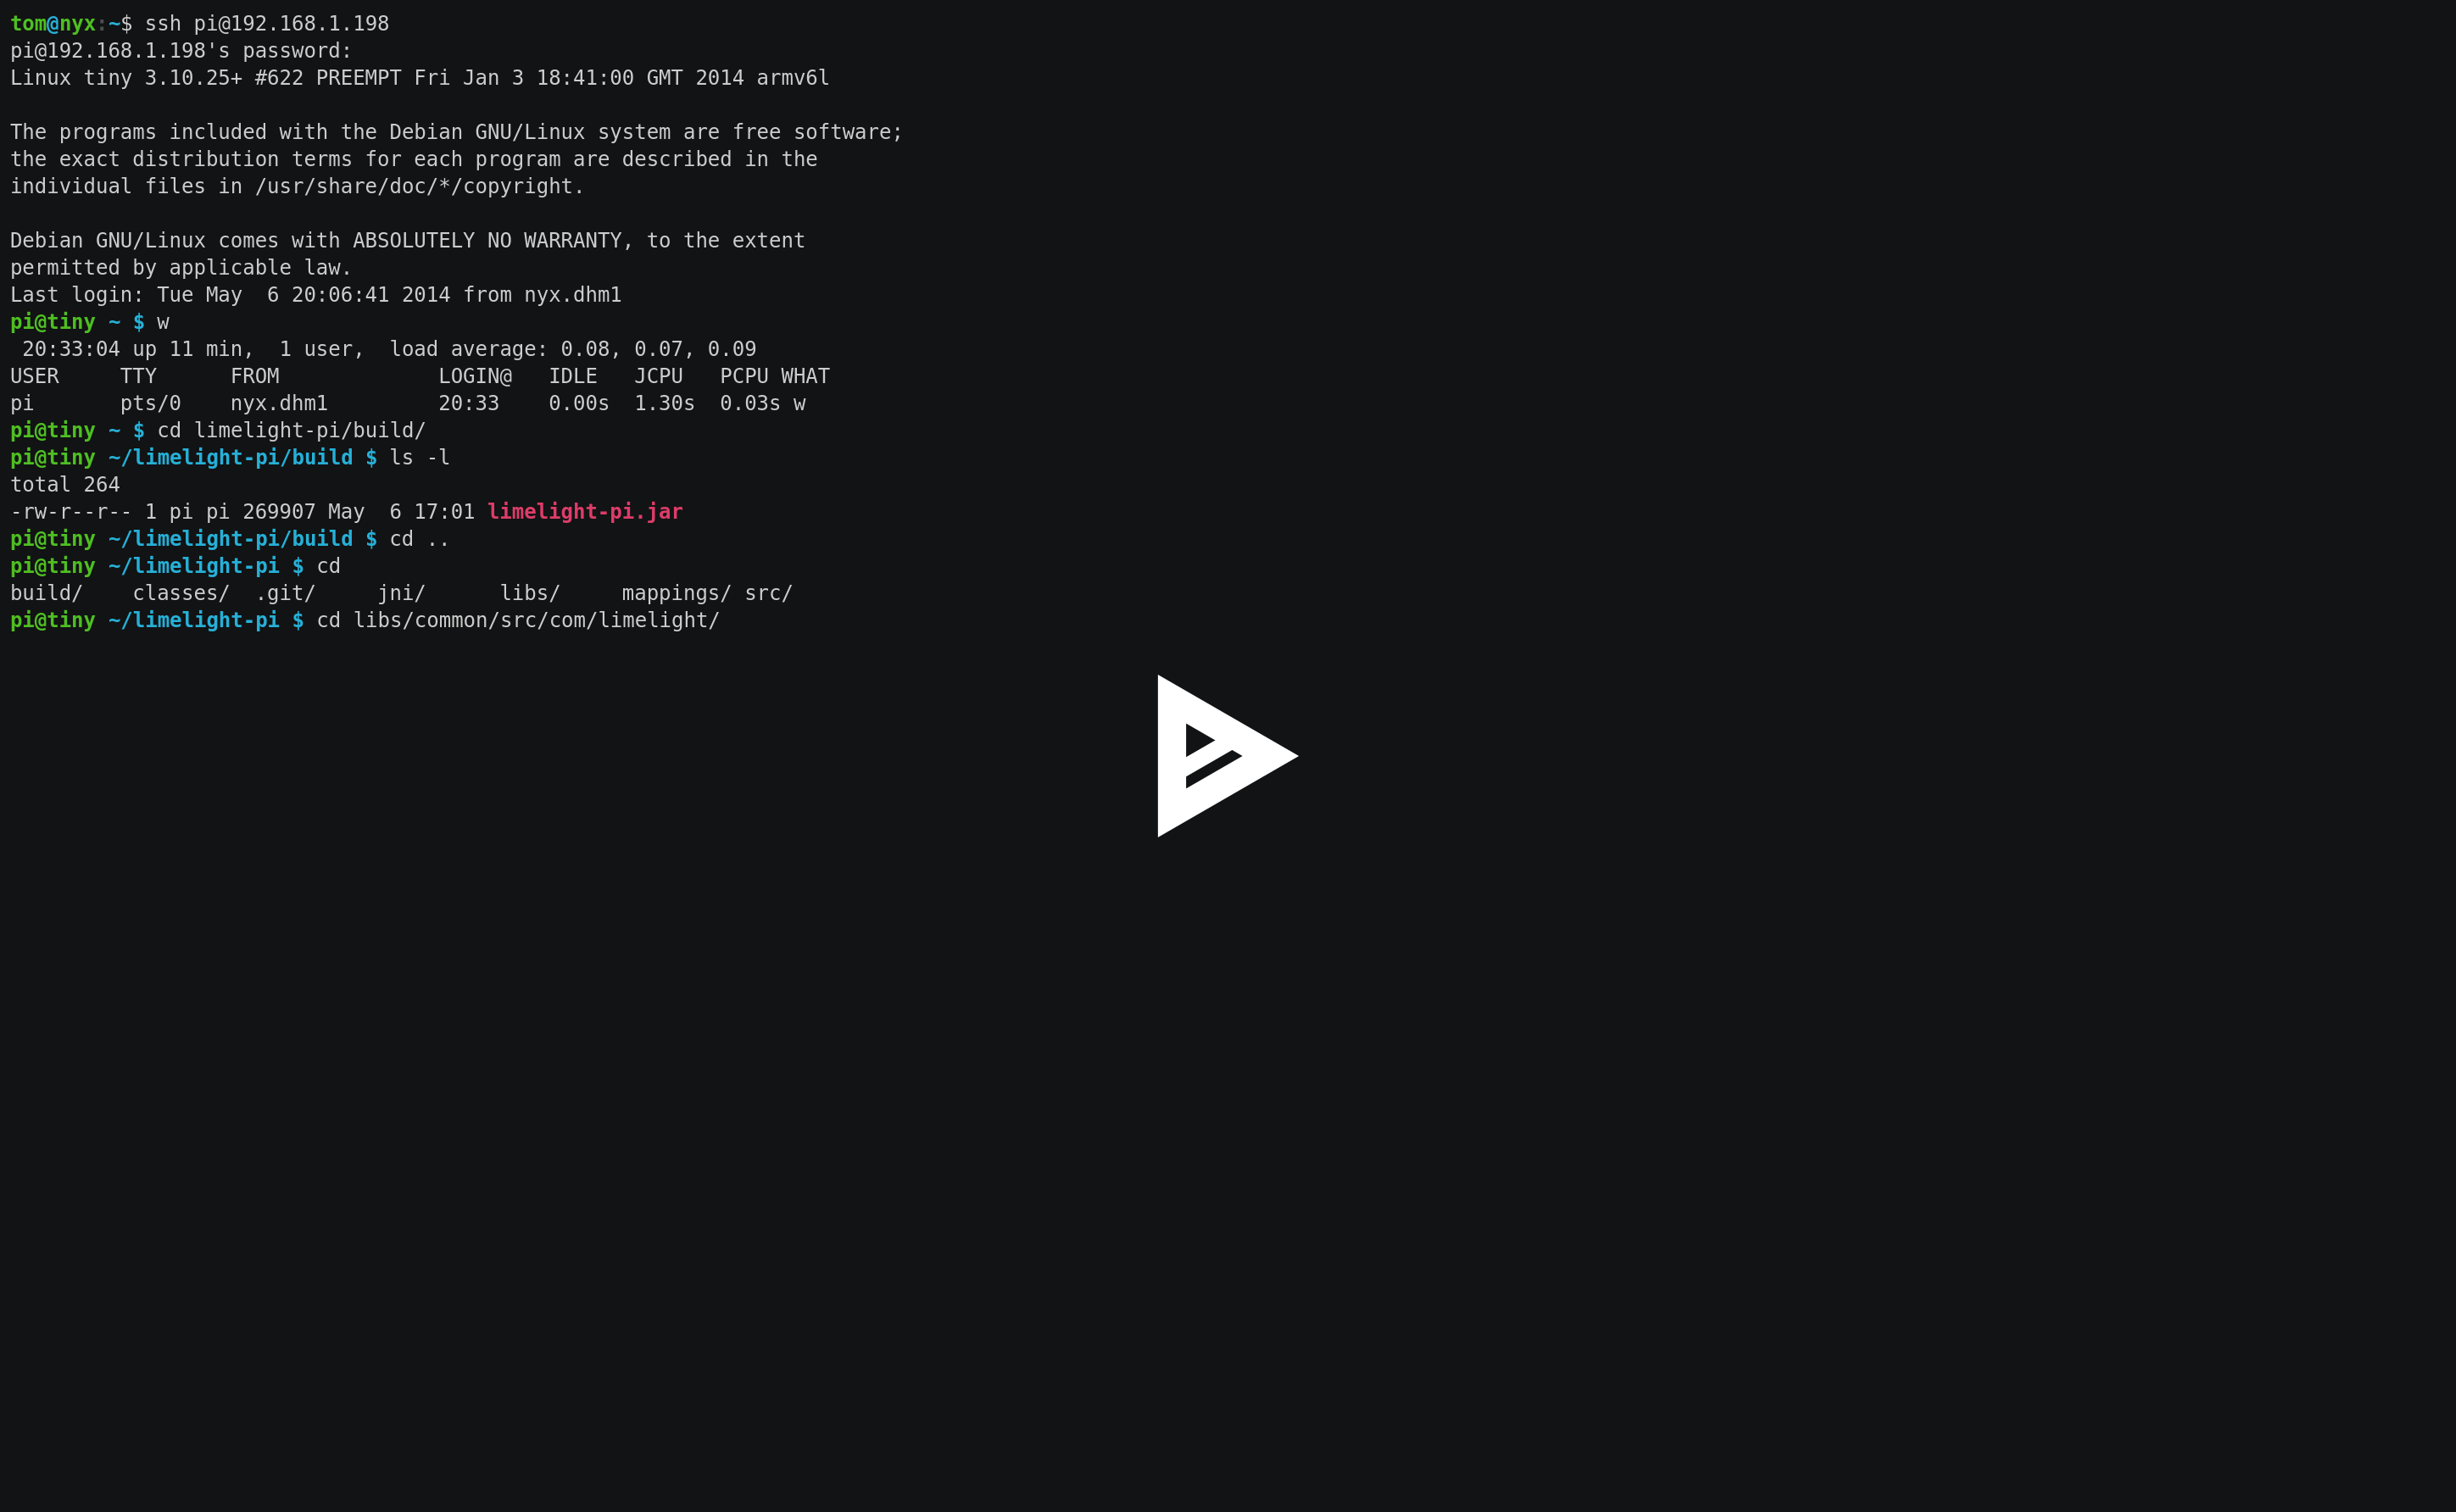 tom@nyx:~$ ssh pi@192.168.1.198
pi@192.168.1.198's password:
Linux tiny 3.10.25+ #622 PREEMPT Fri Jan 3 18:41:00 GMT 2014 armv6l
The programs included with the Debian GNU/Linux system are free software;
the exact distribution terms for each program are described in the
individual files in /usr/share/doc/*/copyright.
Debian GNU/Linux comes with ABSOLUTELY NO WARRANTY, to the extent
permitted by applicable law.
Last login: Tue May  6 20:06:41 2014 from nyx.dhm1
pi@tiny ~ $ w
 20:33:04 up 11 min,  1 user,  load average: 0.08, 0.07, 0.09
USER     TTY      FROM             LOGIN@   IDLE   JCPU   PCPU WHAT
pi       pts/0    nyx.dhm1         20:33    0.00s  1.30s  0.03s w
pi@tiny ~ $ cd limelight-pi/build/
pi@tiny ~/limelight-pi/build $ ls -l
total 264
-rw-r--r-- 1 pi pi 269907 May  6 17:01 limelight-pi.jar
pi@tiny ~/limelight-pi/build $ cd ..
pi@tiny ~/limelight-pi $ cd
build/    classes/  .git/     jni/      libs/     mappings/ src/
pi@tiny ~/limelight-pi $ cd libs/common/src/com/limelight/